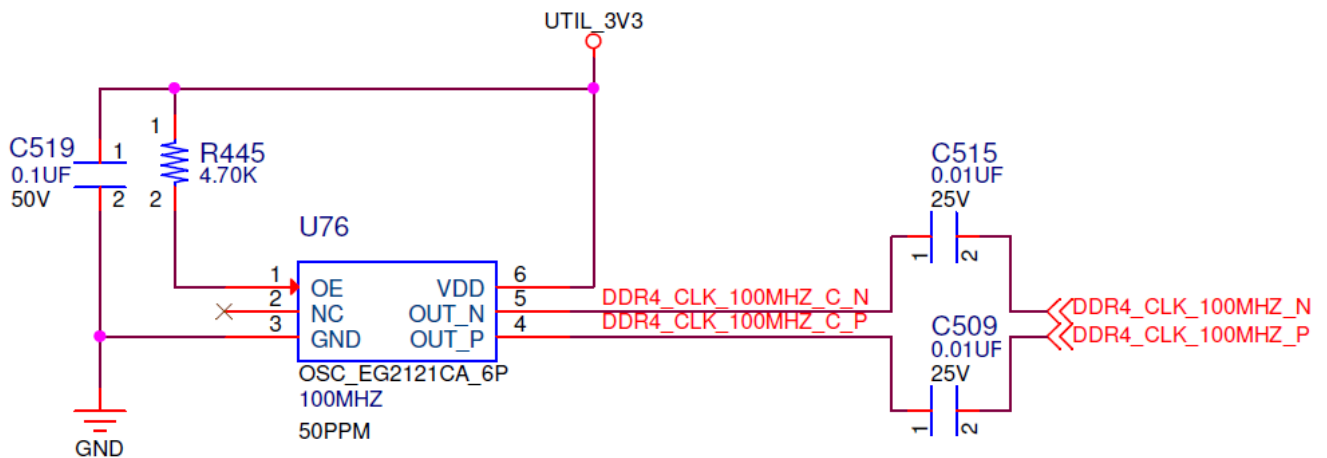 UTIL_3V3
C519
0.1UF
50V
1
2
1
2
R445
4.70K
U76
1
2
3
OE
NC
GND
VDD
OUT_N
OUT_P
6
5
4
OSC_EG2121CA_6P
100MHZ
50PPM
GND
DDR4_CLK_100MHZ_C_N
DDR4_CLK_100MHZ_C_P
C515
0.01UF
25V
1
2
C509
0.01UF
25V
1
2
DDR4_CLK_100MHZ_N
DDR4_CLK_100MHZ_P